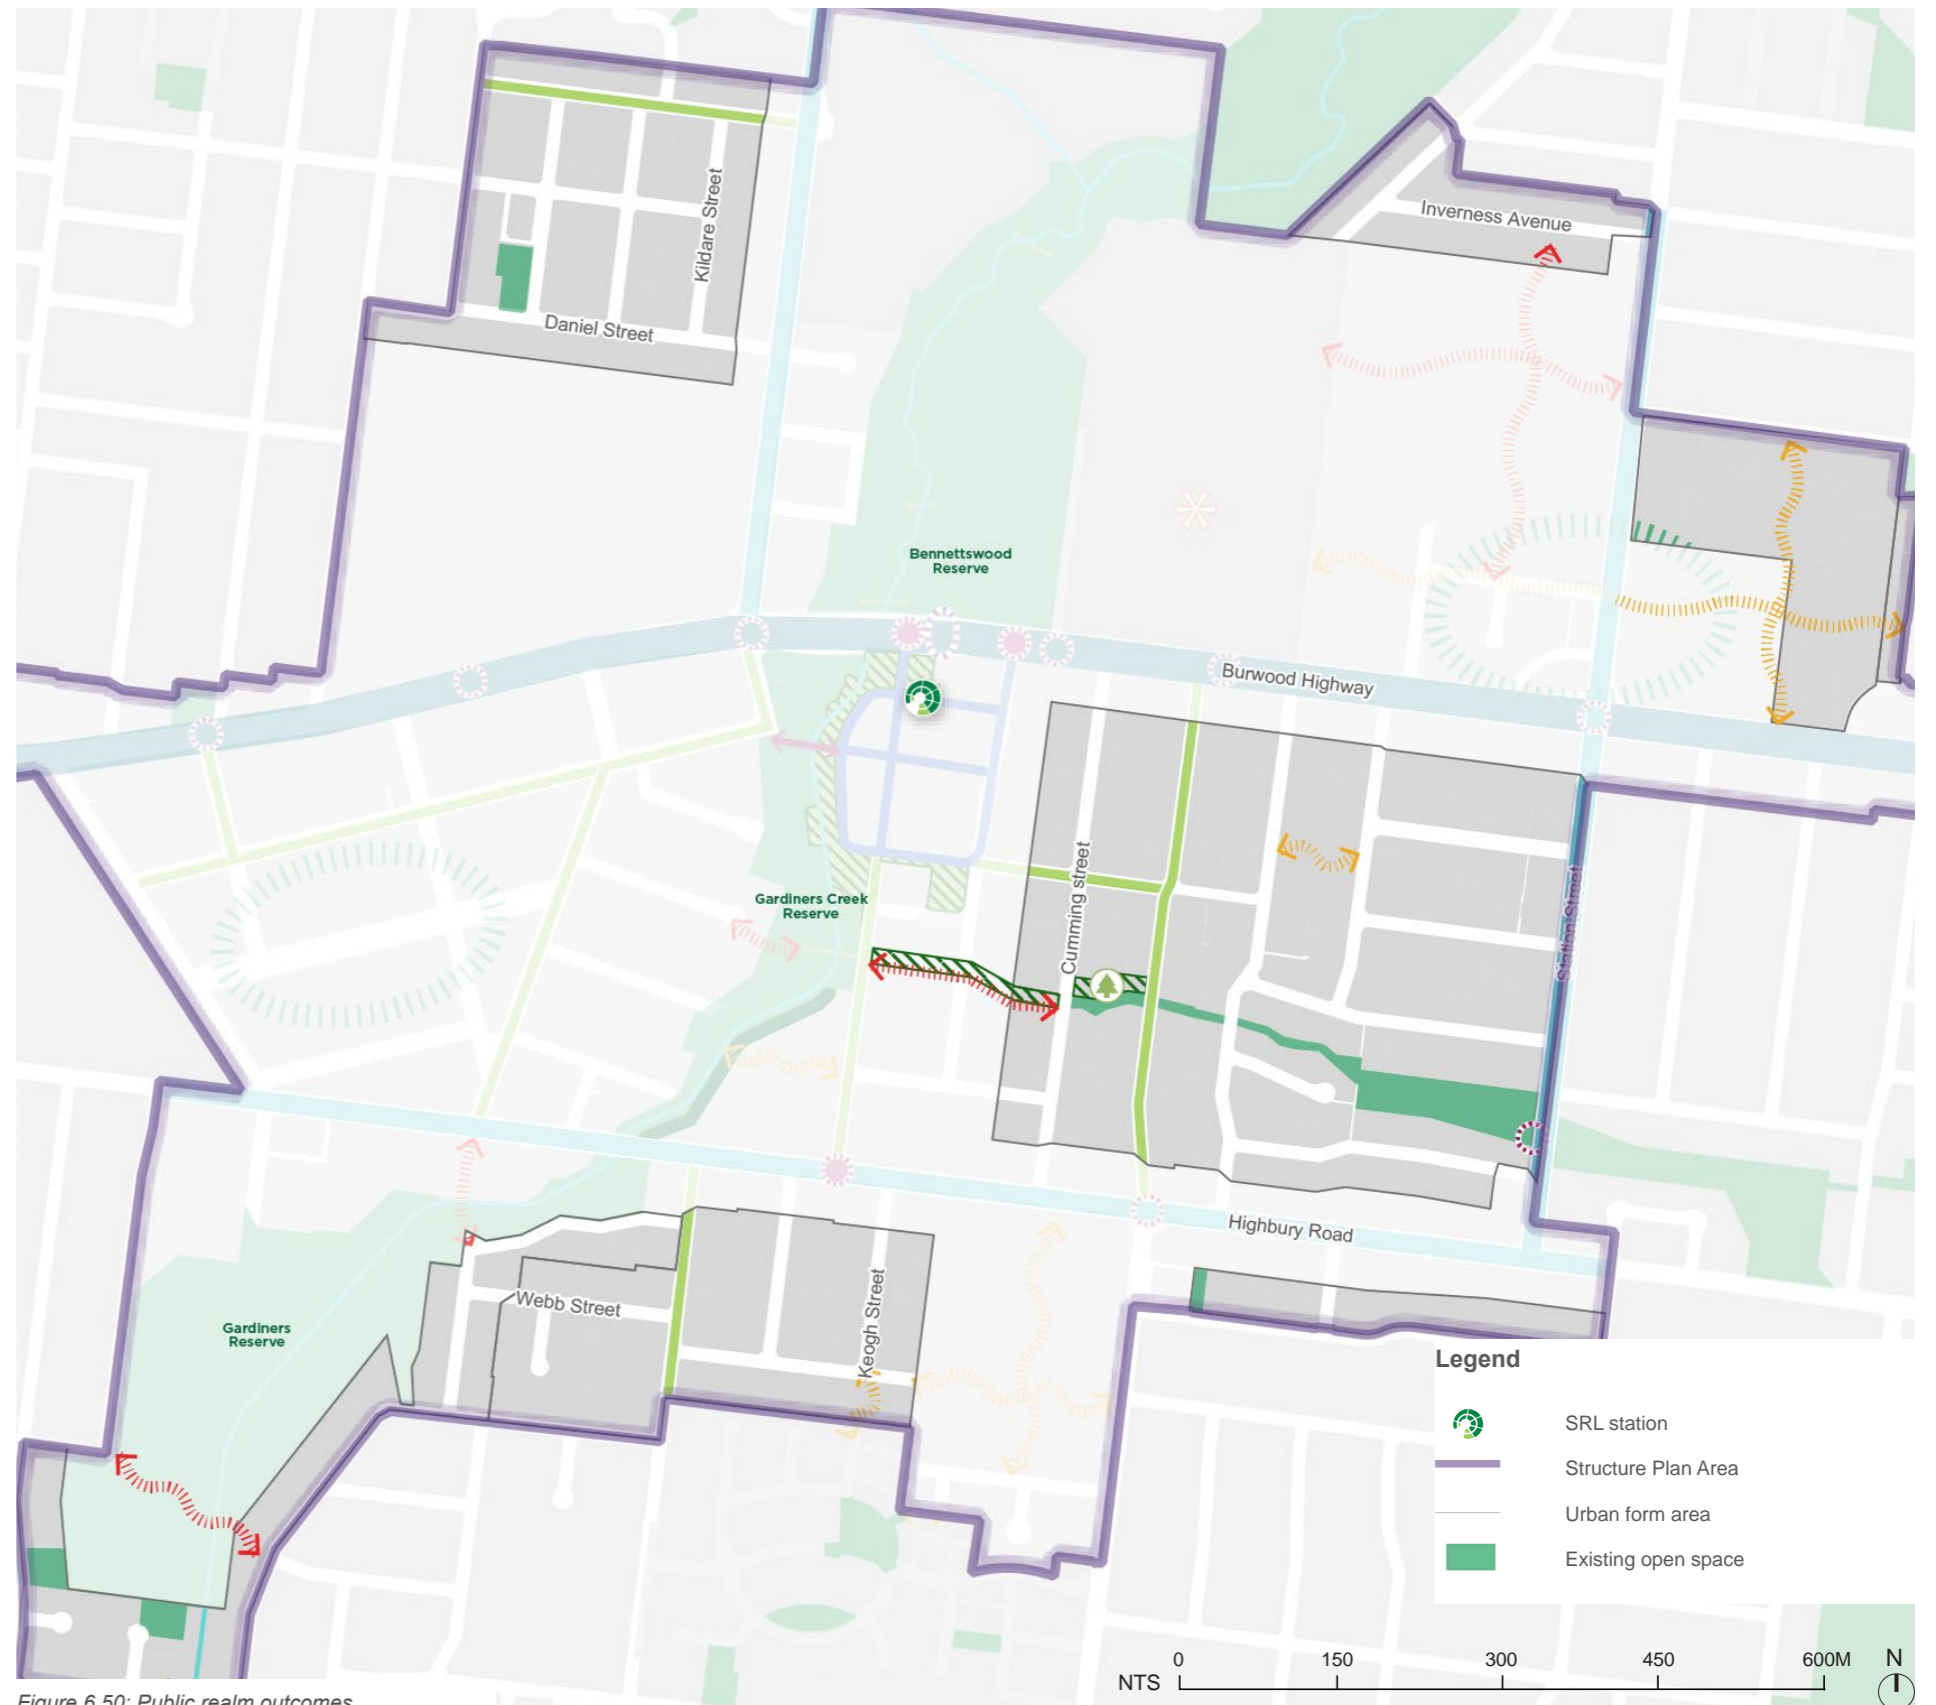 Inverness Avenue
Kildare Street
Daniel Street
Bennettswood
Reserve
Burwood Highway
Cumming street
Station Street
Gardiners Creek
Reserve
Highbury Road
Webb Street
Keogh Street
Gardiners
Reserve
Legend
SRL station
Structure Plan Area
Urban form area
Existing open space
0 150 300 450 600M N
NTS
Figure 6.50: Public realm outcomes